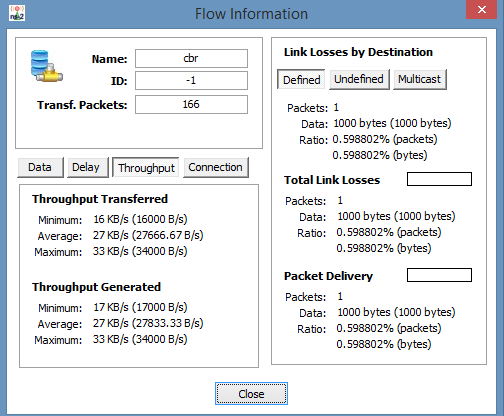 Flow Information
Name: cbr
ID: -1
Transf. Packets: 166
Data Delay Throughput Connection
Throughput Transferred
Minimum: 16 KB/s (16000 B/s)
Average: 27 KB/s (27666.67 B/s)
Maximum: 33 KB/s (34000 B/s)
Throughput Generated
Minimum: 17 KB/s (17000 B/s)
Average: 27 KB/s (27833.33 B/s)
Maximum: 33 KB/s (34000 B/s)
Link Losses by Destination
Defined Undefined Multicast
Packets: 1
Data: 1000 bytes (1000 bytes)
Ratio: 0.598802% (packets)
0.598802% (bytes)
Total Link Losses
Packets: 1
Data: 1000 bytes (1000 bytes)
Ratio: 0.598802% (packets)
0.598802% (bytes)
Packet Delivery
Packets: 1
Data: 1000 bytes (1000 bytes)
Ratio: 0.598802% (packets)
0.598802% (bytes)
Close